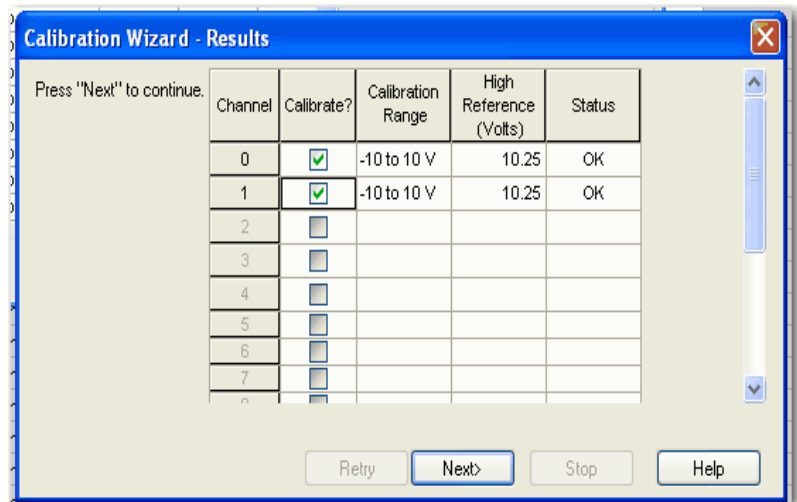 Calibration Wizard - Results
Press "Next" to continue.
Channel Calibrate? Calibration Range High Reference (Volts) Status
0 -10 to 10 V 10.25 OK
1 -10 to 10 V 10.25 OK
2
3
4
5
6
7
Retry Next> Stop Help